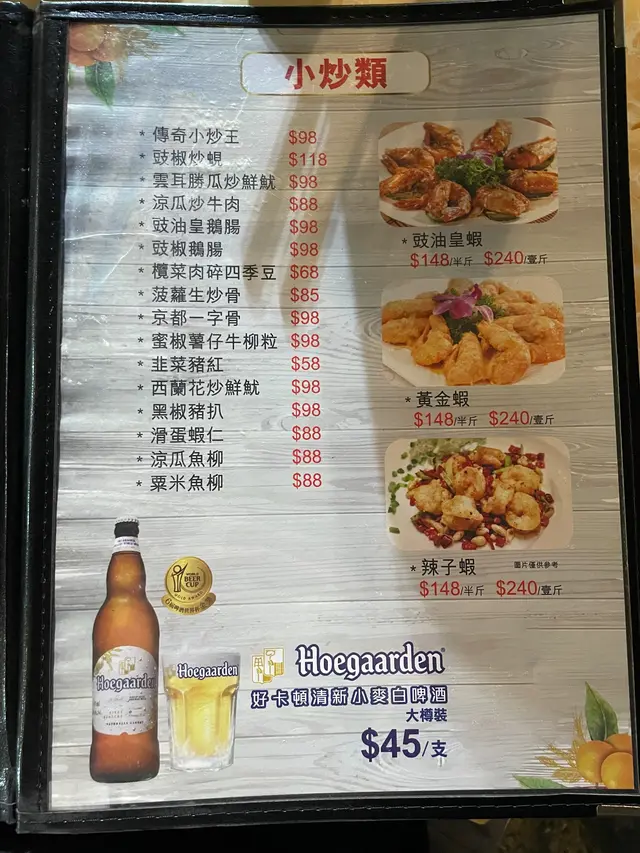 小炒類
* 傳奇小炒王 $98
* 豉椒炒蜆 $118
* 雲耳勝瓜炒鮮魷 $98
* 涼瓜炒牛肉 $88
* 豉油皇鵝腸 $98
* 豉椒鵝腸 $98
* 欖菜肉碎四季豆 $68
* 菠蘿生炒骨 $85
* 京都一字骨 $98
* 蜜椒薯仔牛柳粒 $98
* 韭菜豬紅 $58
* 西蘭花炒鮮魷 $98
* 黑椒豬扒 $98
* 滑蛋蝦仁 $88
* 涼瓜魚柳 $88
* 粟米魚柳 $88
* 豉油皇蝦
$148/半斤 $240/壹斤
* 黃金蝦
$148/半斤 $240/壹斤
* 辣子蝦
圖片僅供參考
$148/半斤 $240/壹斤
WORLD BEER CUP
Hoegaarden
Hoegaarden
Hoegaarden
好卡頓清新小麥白啤酒
大樽裝
$45/支